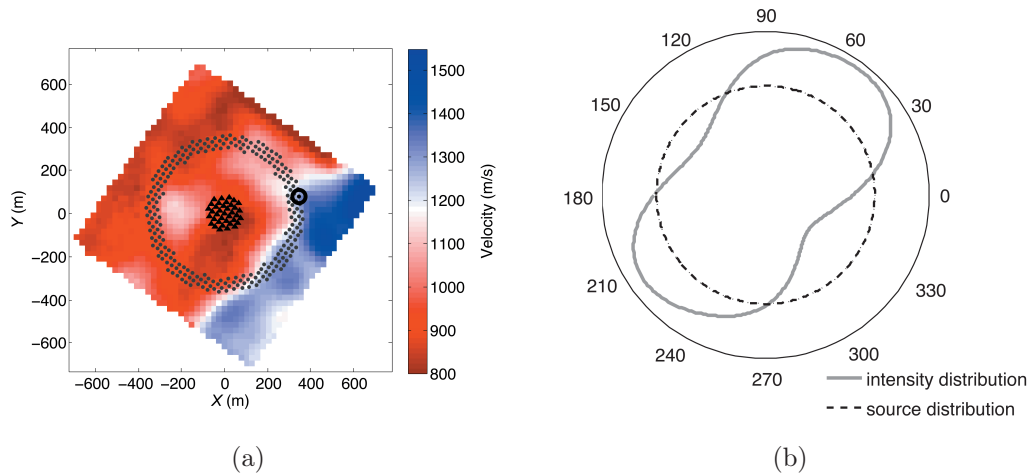 600
400
200
0
−200
−400
−600
−600 −400 −200 0 200 400 600
X (m)
Y (m)
1500
1400
1300
1200
1100
1000
900
800
Velocity (m/s)
(a)
90
120 60
150 30
180 0
210 330
240 300
270
intensity distribution
source distribution
(b)